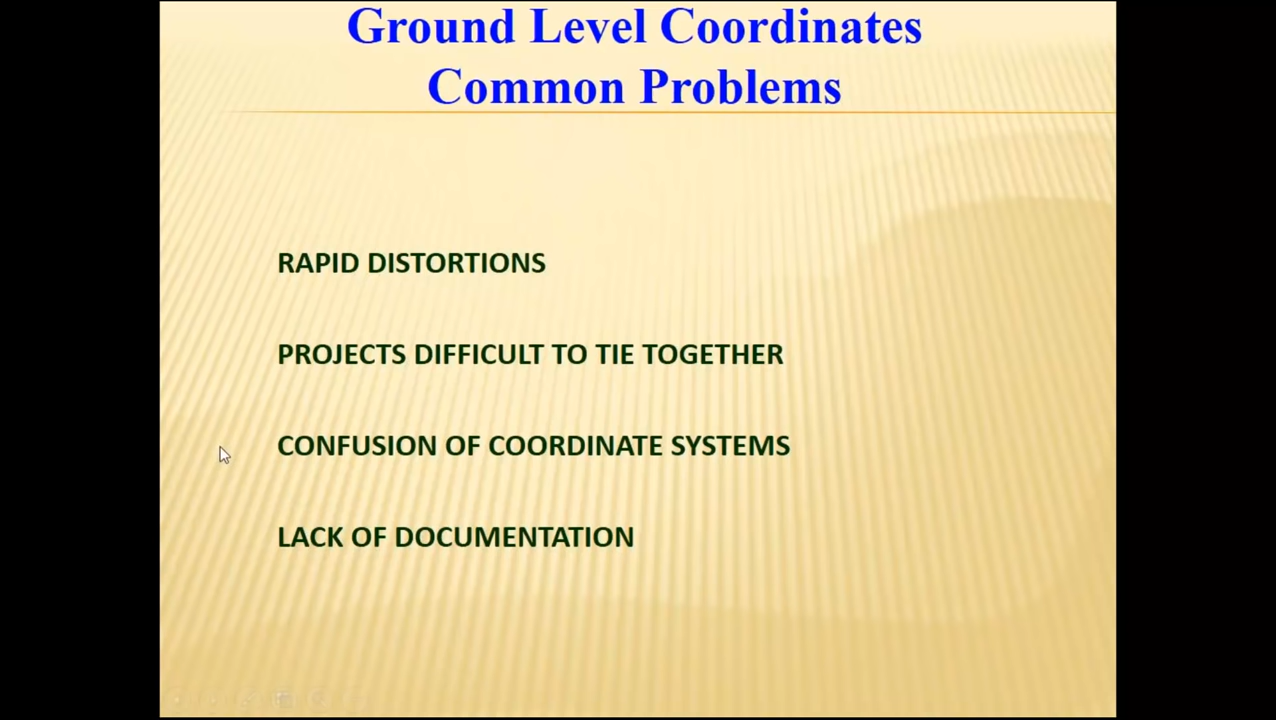 Ground Level Coordinates
Common Problems
RAPID DISTORTIONS
PROJECTS DIFFICULT TO TIE TOGETHER
CONFUSION OF COORDINATE SYSTEMS
LACK OF DOCUMENTATION